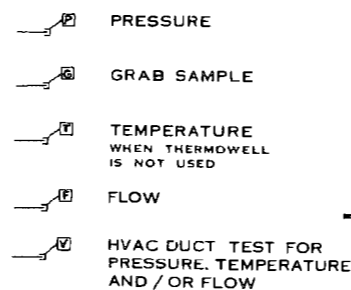 P PRESSURE
G GRAB SAMPLE
T TEMPERATURE
WHEN THERMOWELL
IS NOT USED
F FLOW
V HVAC DUCT TEST FOR
PRESSURE. TEMPERATURE
AND / OR FLOW